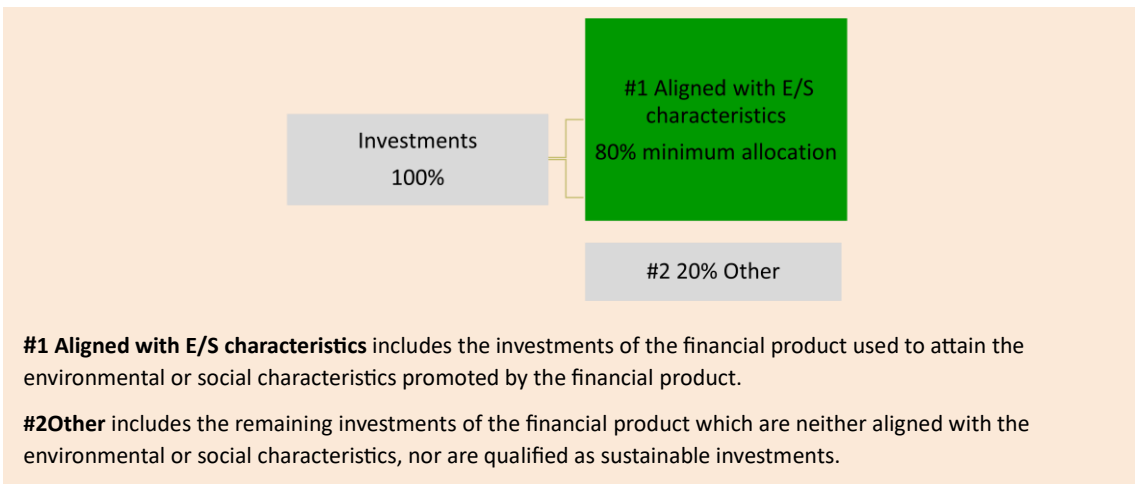 #1 Aligned with E/S
characteristics
80% minimum allocation
Investments
100%
#2 20% Other
#1 Aligned with E/S characteristics includes the investments of the financial product used to attain the
environmental or social characteristics promoted by the financial product.
#2Other includes the remaining investments of the financial product which are neither aligned with the
environmental or social characteristics, nor are qualified as sustainable investments.